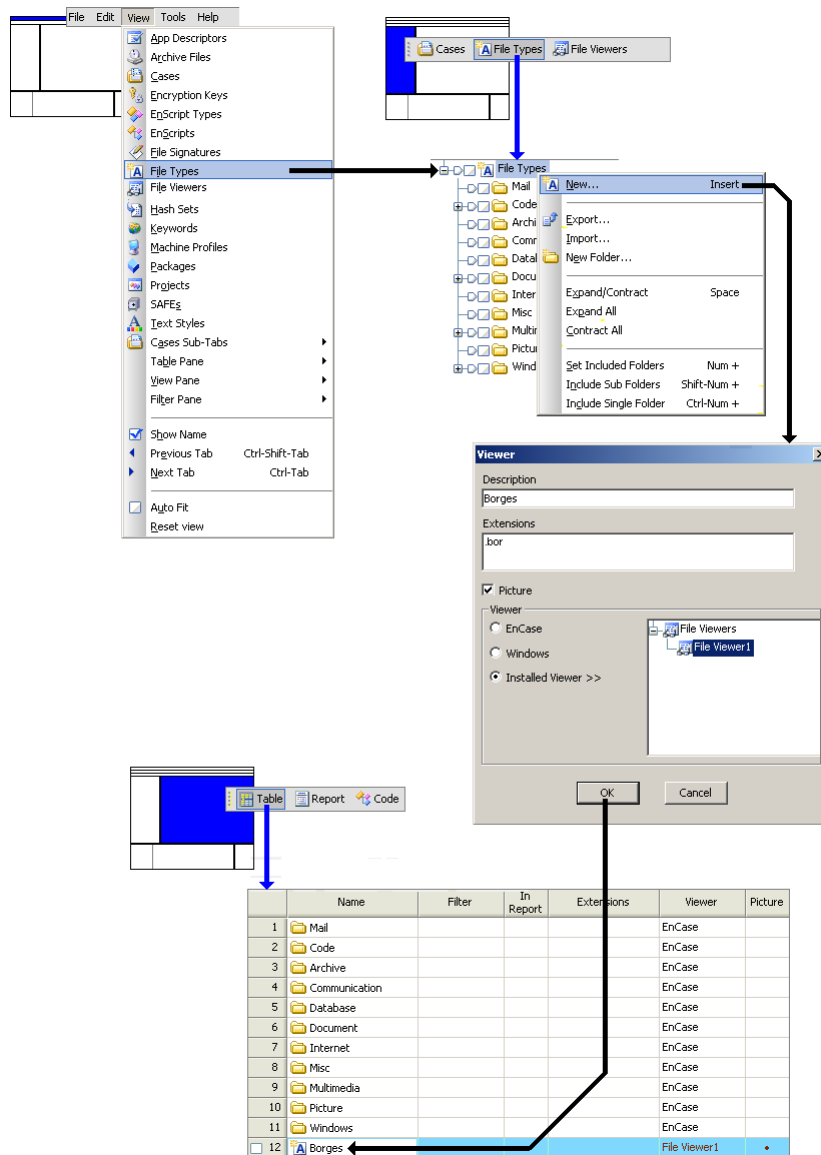 File Edit View Tools Help
App Descriptors
Archive Files
Cases
Encryption Keys
EnScript Types
EnScripts
File Signatures
File Types
File Viewers
Hash Sets
Keywords
Machine Profiles
Packages
Projects
SAFEs
Text Styles
Cases Sub-Tabs
Table Pane
View Pane
Filter Pane
Show Name
Previous Tab Ctrl-Shift-Tab
Next Tab Ctrl-Tab
Auto Fit
Reset view
Cases File Types File Viewers
File Types
Mail
Code
Archi
Comm
Datal
Docu
Inter
Misc
Multin
Pictur
Wind
New... Insert
Export...
Import...
New Folder...
Expand/Contract Space
Expand All
Contract All
Set Included Folders Num +
Include Sub Folders Shift-Num +
Include Single Folder Ctrl-Num +
Viewer
Description
Borges
Extensions
.bor
Picture
Viewer
EnCase
Windows
Installed Viewer >>
File Viewers
File Viewer1
OK Cancel
Table Report Code
Name Filter In Report Extensions Viewer Picture
1 Mail EnCase
2 Code EnCase
3 Archive EnCase
4 Communication EnCase
5 Database EnCase
6 Document EnCase
7 Internet EnCase
8 Misc EnCase
9 Multimedia EnCase
10 Picture EnCase
11 Windows EnCase
12 Borges File Viewer1 •